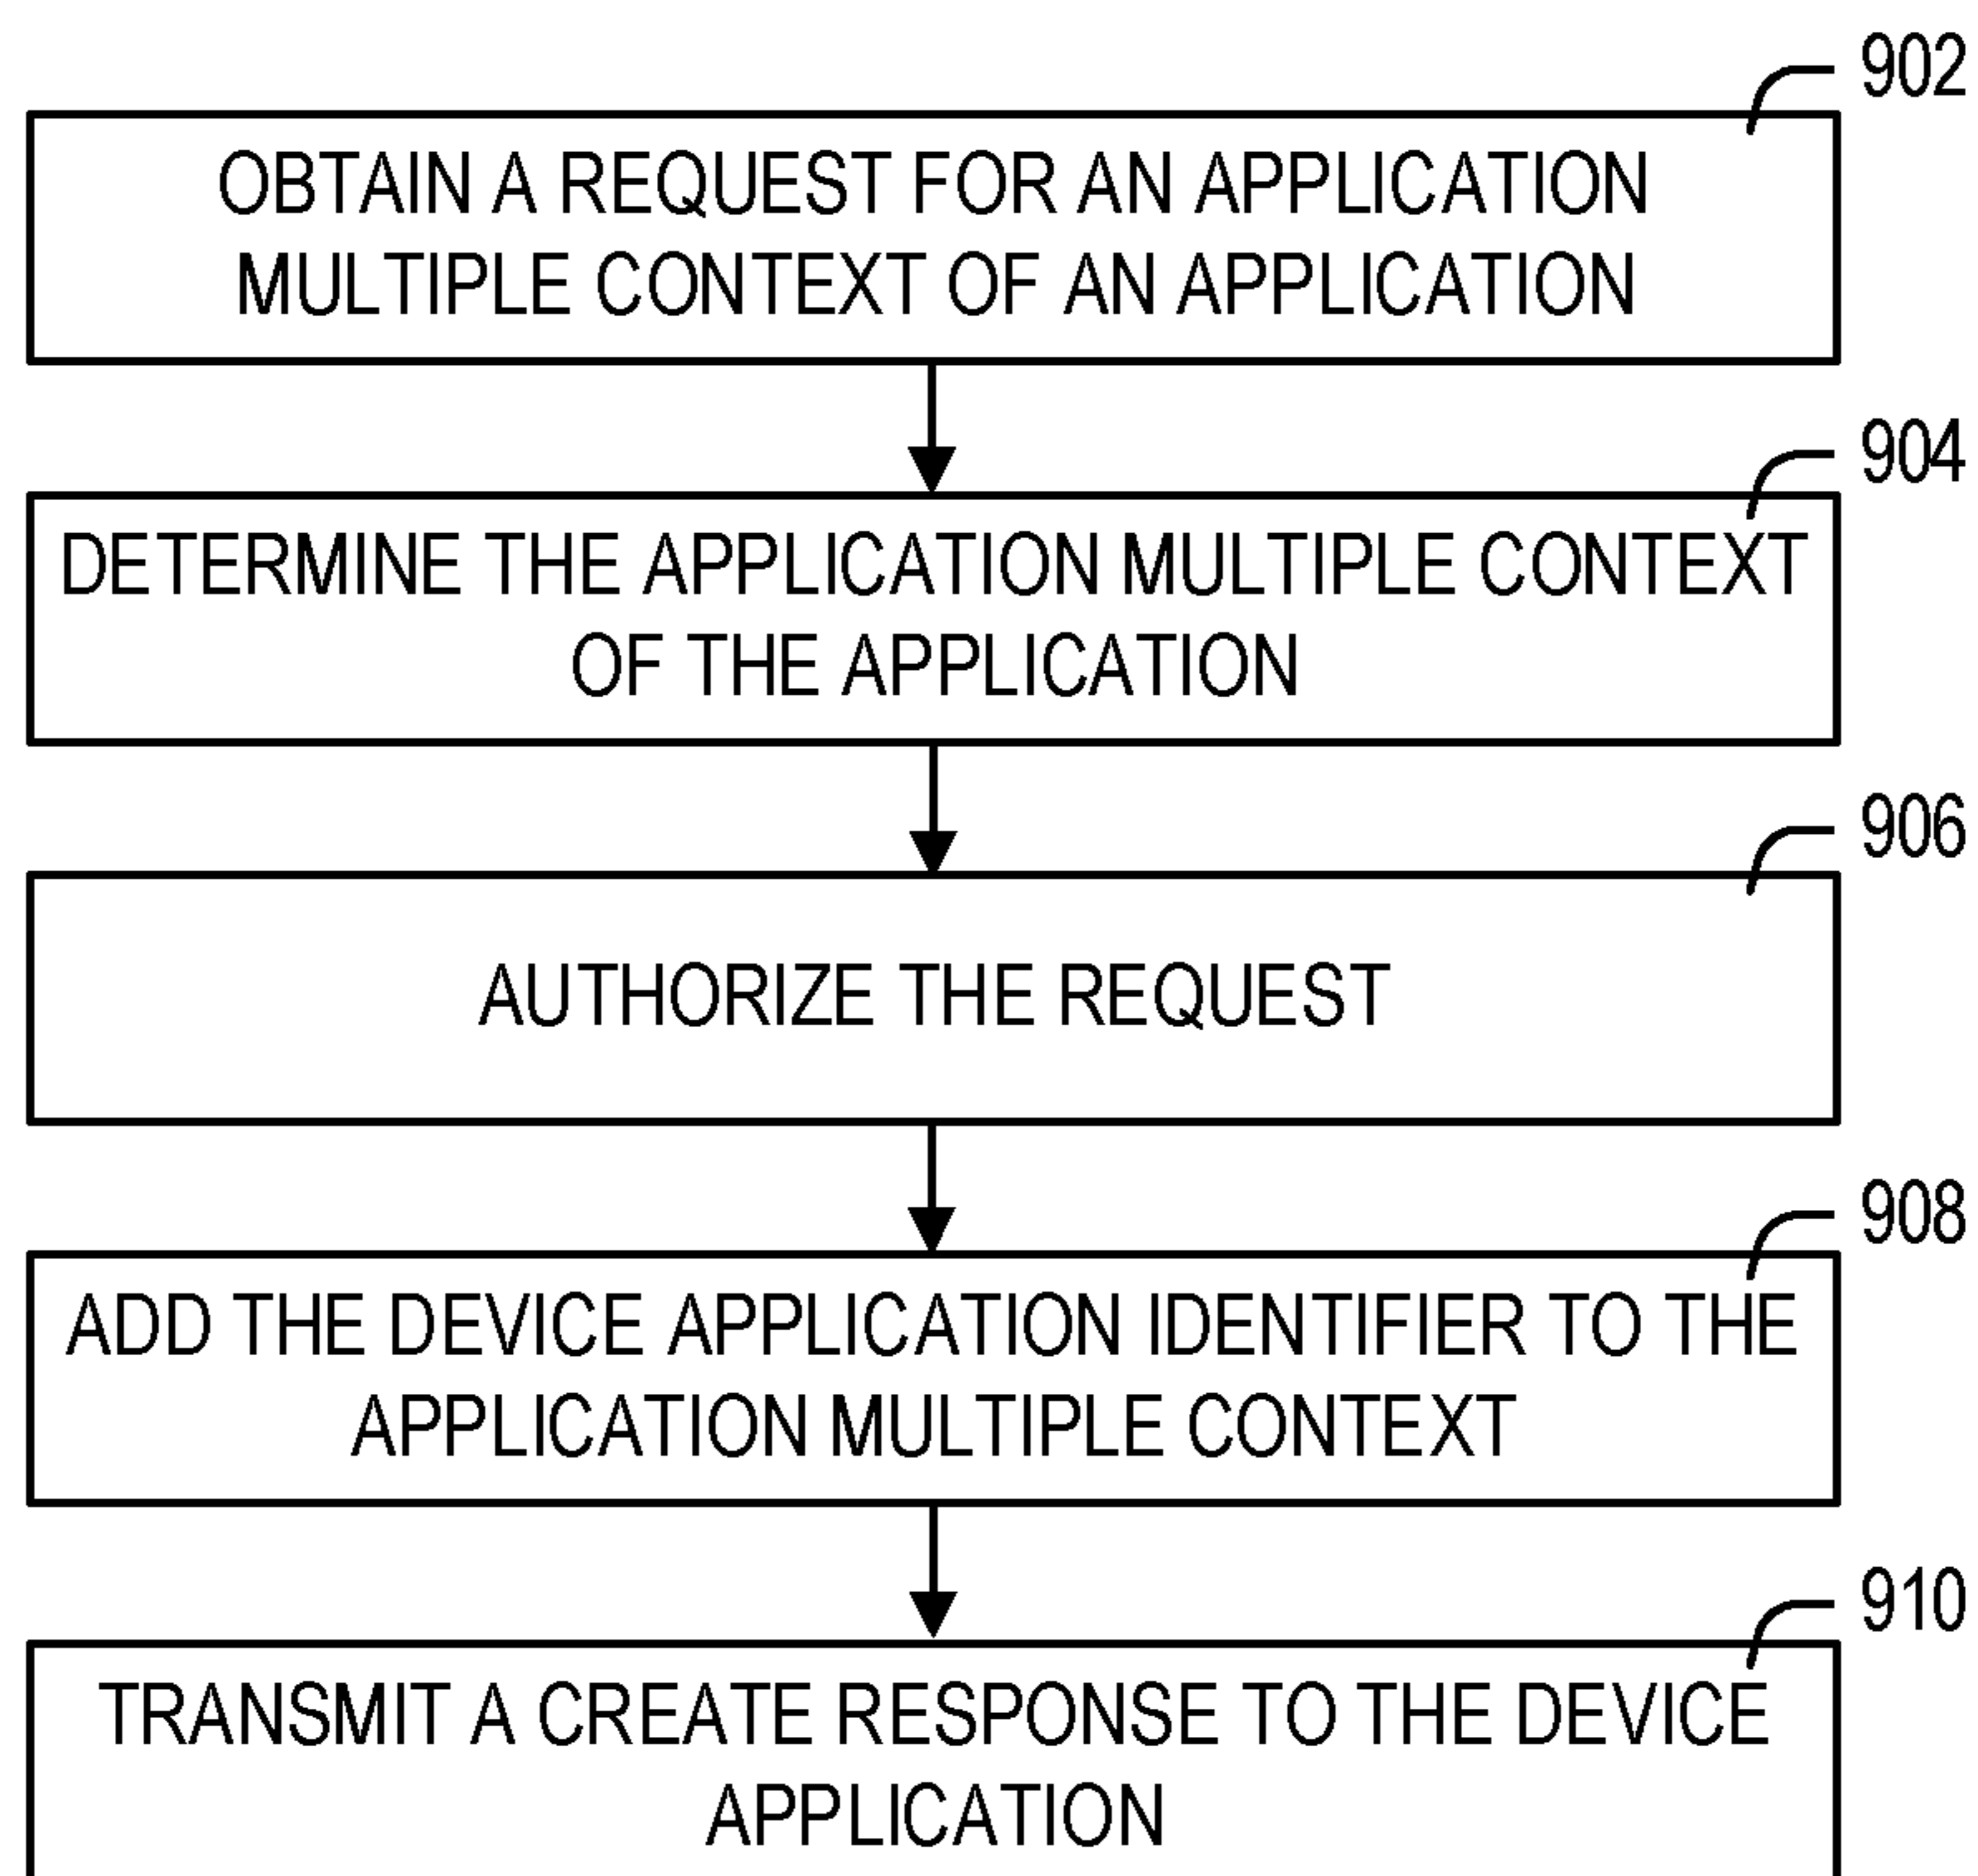 902
OBTAIN A REQUEST FOR AN APPLICATION
MULTIPLE CONTEXT OF AN APPLICATION
904
DETERMINE THE APPLICATION MULTIPLE CONTEXT
OF THE APPLICATION
906
AUTHORIZE THE REQUEST
908
ADD THE DEVICE APPLICATION IDENTIFIER TO THE
APPLICATION MULTIPLE CONTEXT
910
TRANSMIT A CREATE RESPONSE TO THE DEVICE
APPLICATION